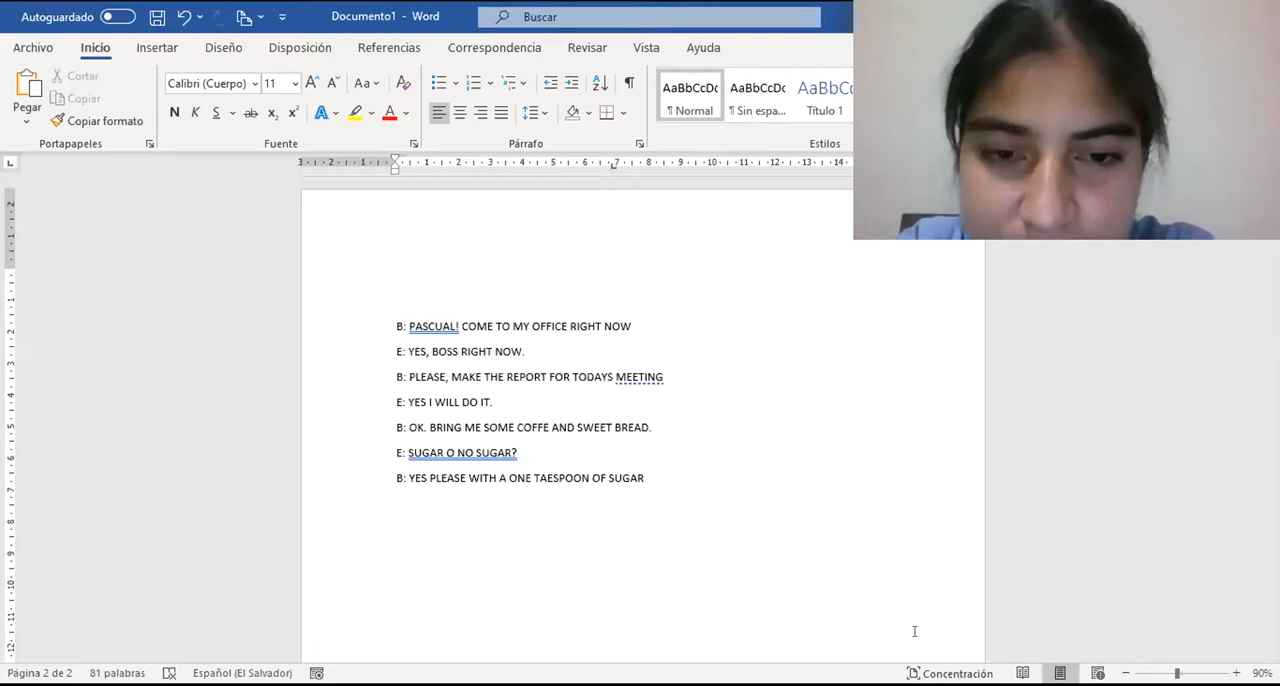 Autoguardado
Documento1 - Word
Buscar
Archivo Inicio Insertar Diseño Disposición Referencias Correspondencia Revisar Vista Ayuda
Pegar
Cortar
Copiar
Copiar formato
Portapapeles
Calibri (Cuerpo) 11
Fuente
Párrafo
AaBbCcDc AaBbCcDc AaBbCc
¶ Normal ¶ Sin espa... Título 1
Estilos
B: PASCUAL! COME TO MY OFFICE RIGHT NOW
E: YES, BOSS RIGHT NOW.
B: PLEASE, MAKE THE REPORT FOR TODAYS MEETING
E: YES I WILL DO IT.
B: OK. BRING ME SOME COFFE AND SWEET BREAD.
E: SUGAR O NO SUGAR?
B: YES PLEASE WITH A ONE TAESPOON OF SUGAR
Página 2 de 2 81 palabras Español (El Salvador) Concentración 90%